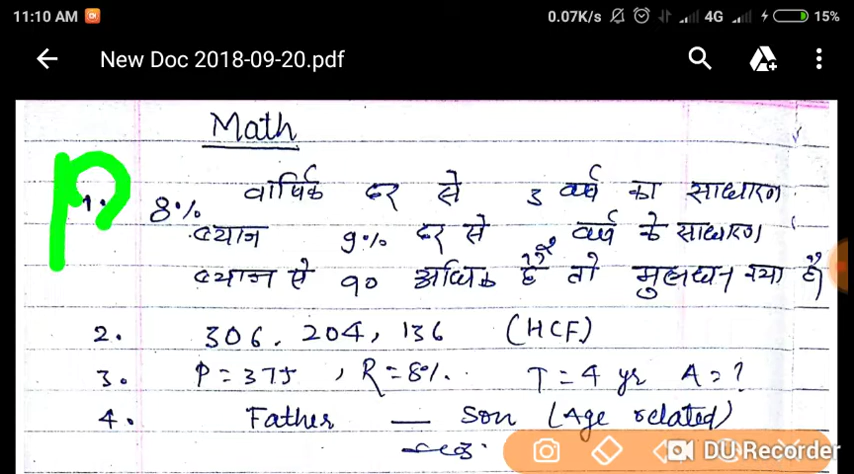 11:10 AM 0.07K/s 4G 15%
New Doc 2018-09-20.pdf
Math
P
1. 8% वार्षिक दर से 3 वर्ष का साधारण
ब्याज 9% दर से वर्ष के साधारण
ब्याज से 90 अधिक है तो मुलधन क्या है
2. 306, 204, 136 (HCF)
3. P = 375, R = 8%. T = 4 yr A = ?
4. Father — Son (Age related)
DU Recorder